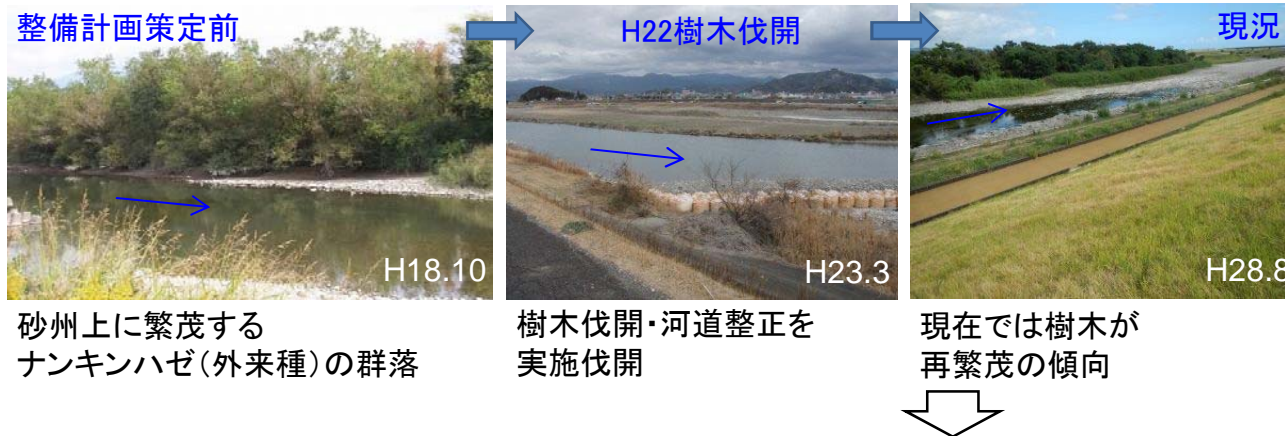 整備計画策定前
H22樹木伐開
現況
H18.10
H23.3
H28.8
砂州上に繁茂する
ナンキンハゼ（外来種）の群落
樹木伐開・河道整正を
実施伐開
現在では樹木が
再繁茂の傾向